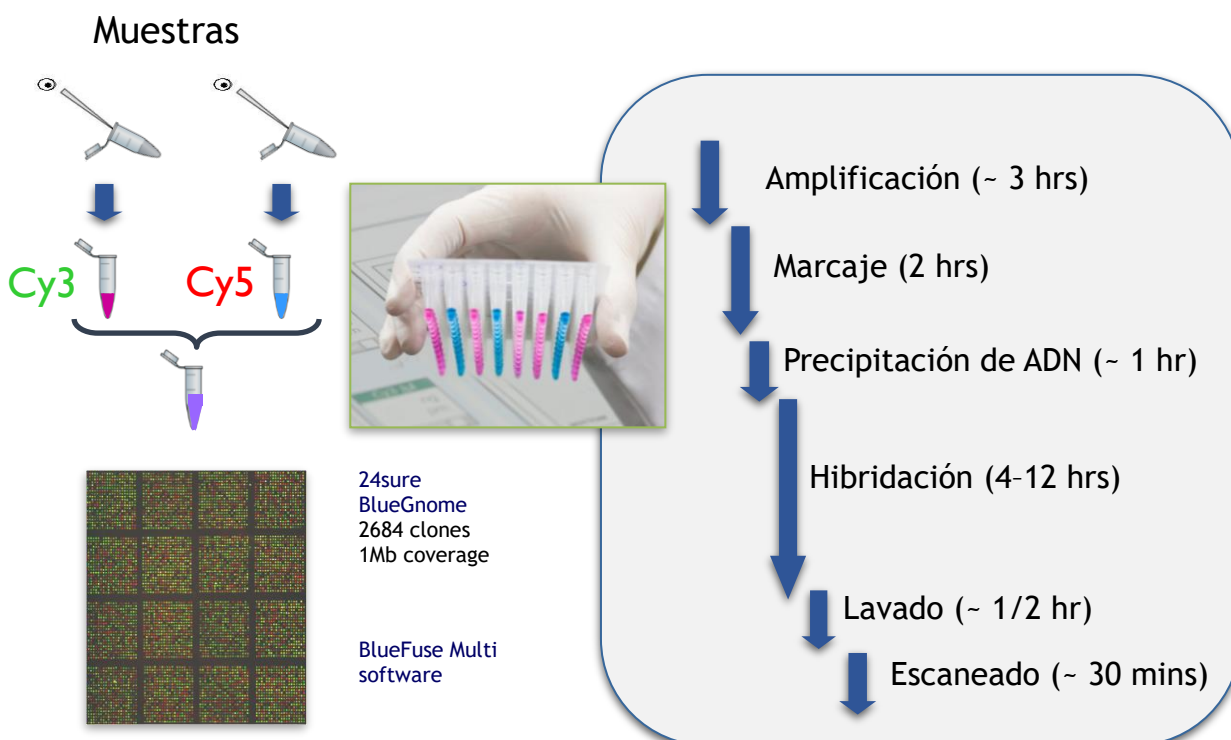 Muestras
Cy3
Cy5
24sure
BlueGnome
2684 clones
1Mb coverage
BlueFuse Multi
software
Amplificación (~ 3 hrs)
Marcaje (2 hrs)
Precipitación de ADN (~ 1 hr)
Hibridación (4–12 hrs)
Lavado (~ 1/2 hr)
Escaneado (~ 30 mins)